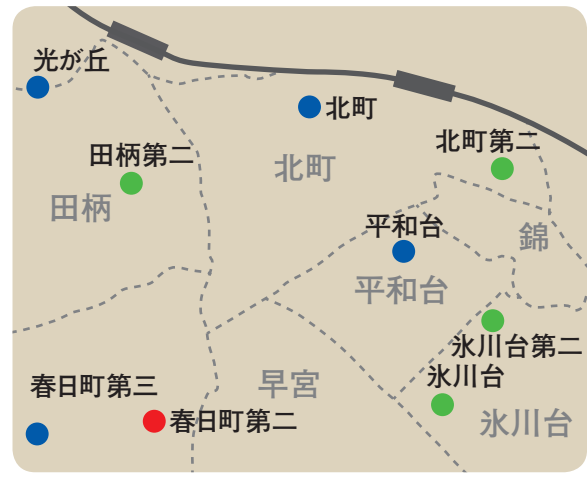 光が丘
北町
北町第二
田柄第二
北町
田柄
平和台
錦
平和台
氷川台第二
春日町第三
早宮
氷川台
春日町第二
氷川台